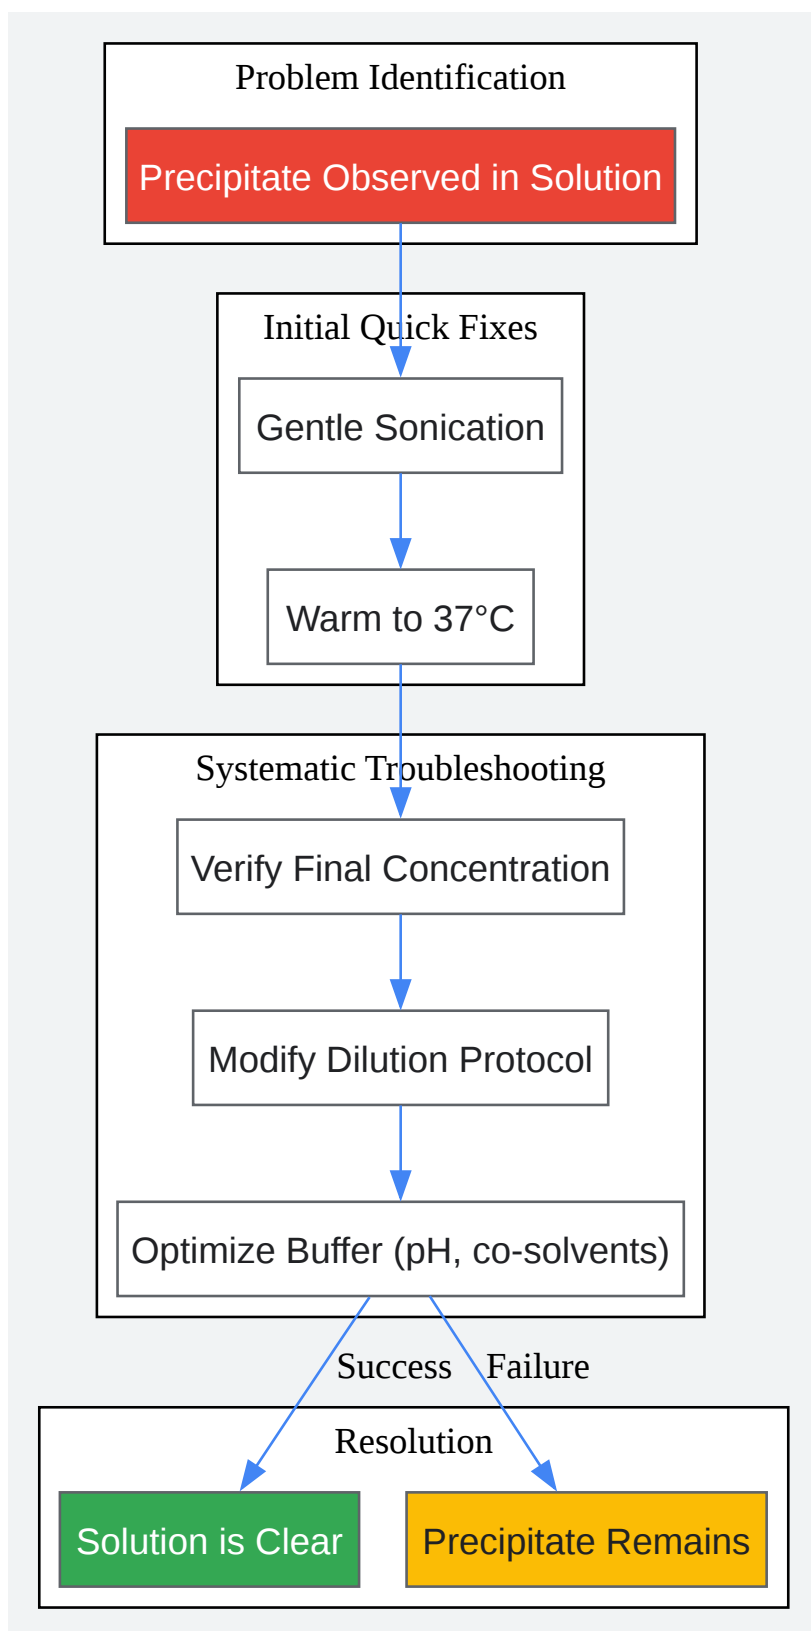 Problem Identification
Precipitate Observed in Solution
Initial Quick Fixes
Gentle Sonication
Warm to 37°C
Systematic Troubleshooting
Verify Final Concentration
Modify Dilution Protocol
Optimize Buffer (pH, co-solvents)
Success
Failure
Resolution
Solution is Clear
Precipitate Remains